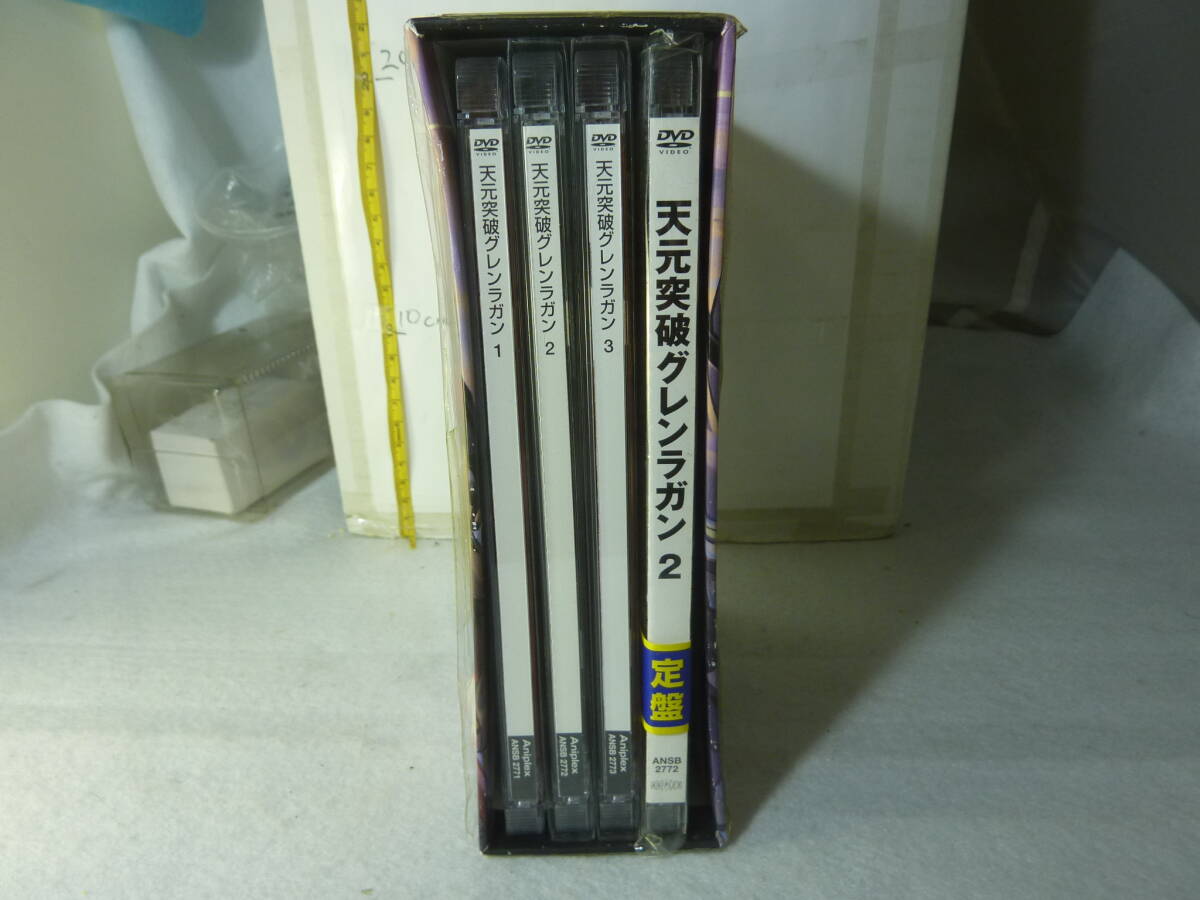 20
10cm
DVD
VIDEO
天元突破グレンラガン 1
Aniplex
ANSB 2771
DVD
VIDEO
天元突破グレンラガン 2
Aniplex
ANSB 2772
DVD
VIDEO
天元突破グレンラガン 3
Aniplex
ANSB 2773
DVD
VIDEO
天元突破グレンラガン 2
定盤
ANSB
2772